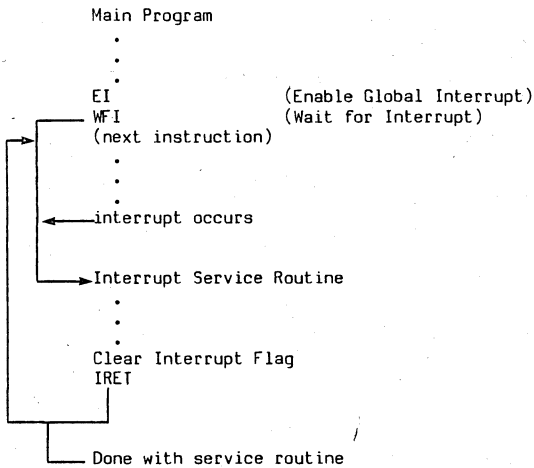 Main Program
.
.
.
EI (Enable Global Interrupt)
WFI (Wait for Interrupt)
(next instruction)
.
.
.
interrupt occurs
Interrupt Service Routine
.
.
.
Clear Interrupt Flag
IRET
Done with service routine